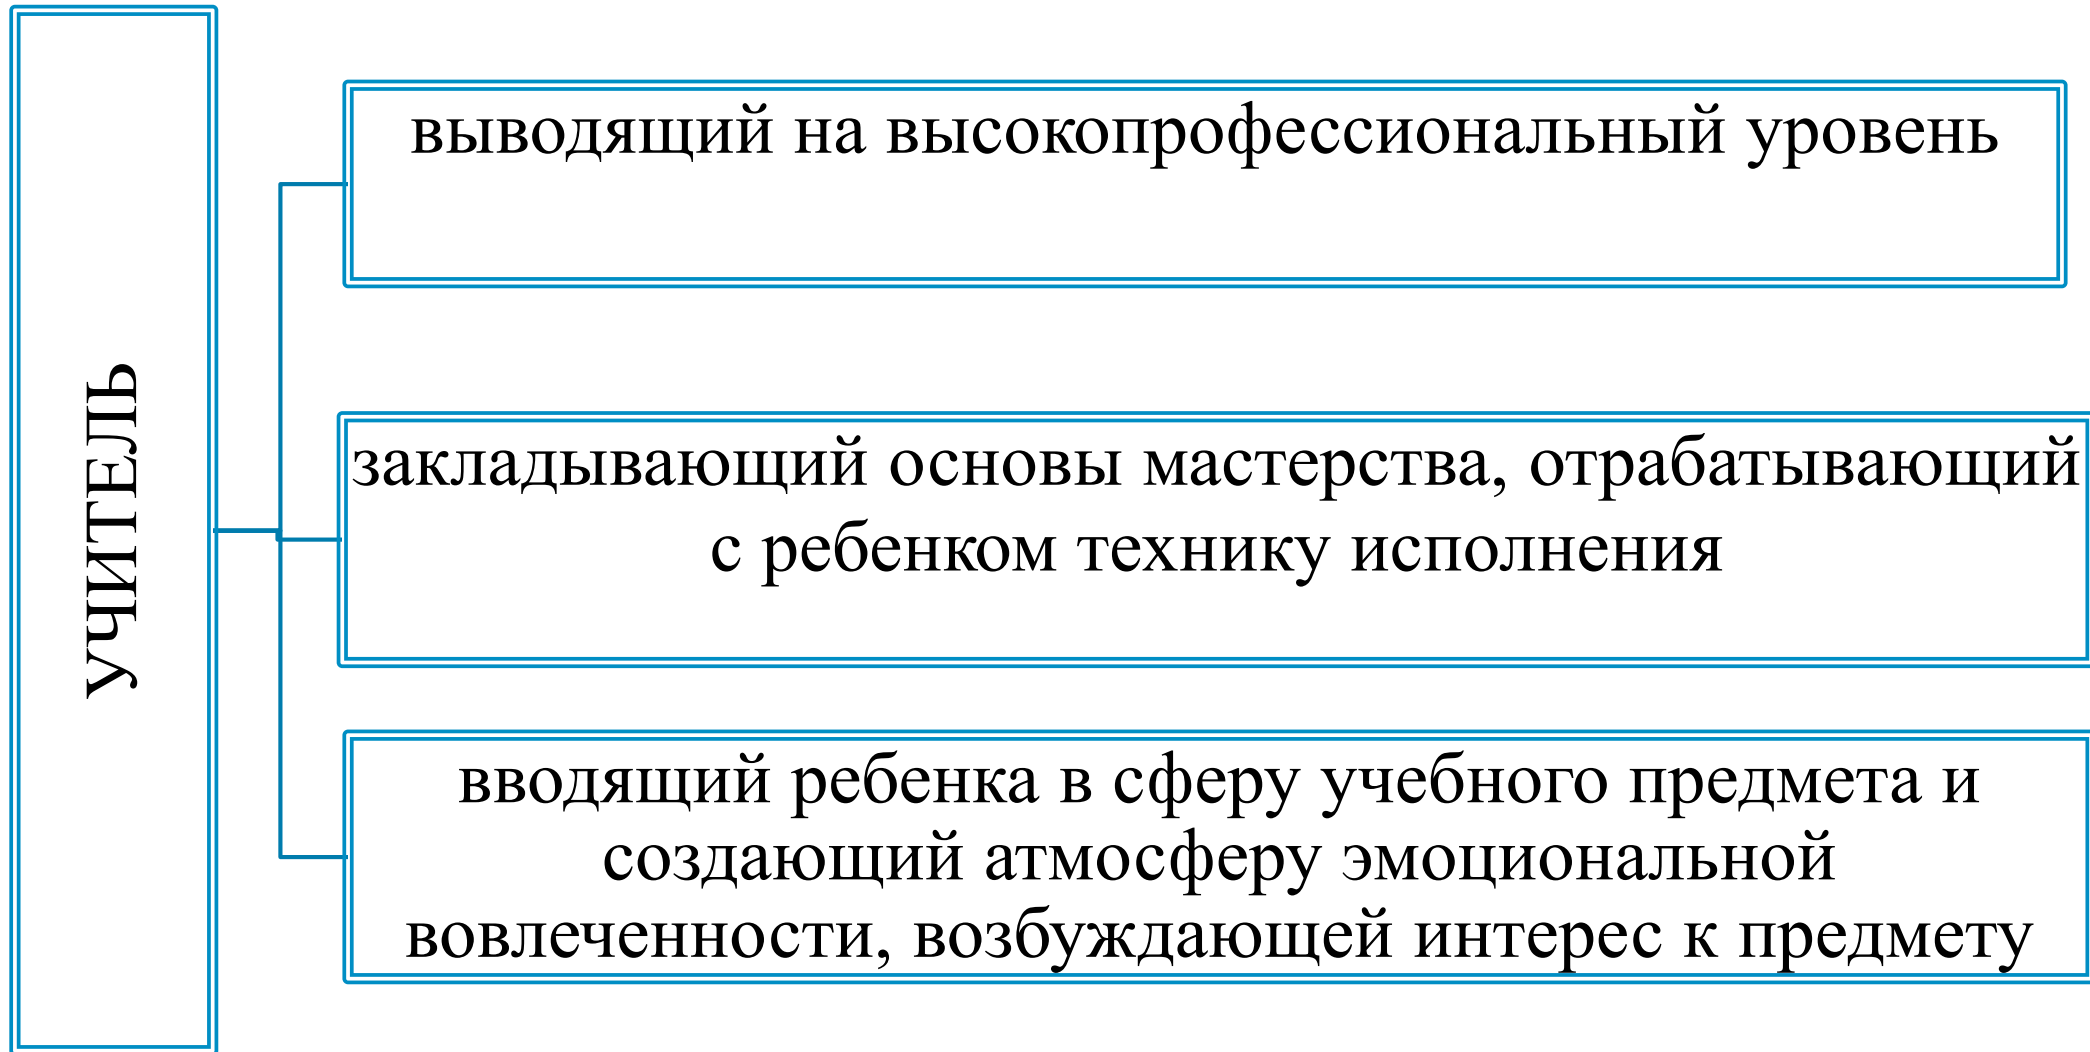 УЧИТЕЛЬ
выводящий на высокопрофессиональный уровень
закладывающий основы мастерства, отрабатывающий
с ребенком технику исполнения
вводящий ребенка в сферу учебного предмета и
создающий атмосферу эмоциональной
вовлеченности, возбуждающей интерес к предмету